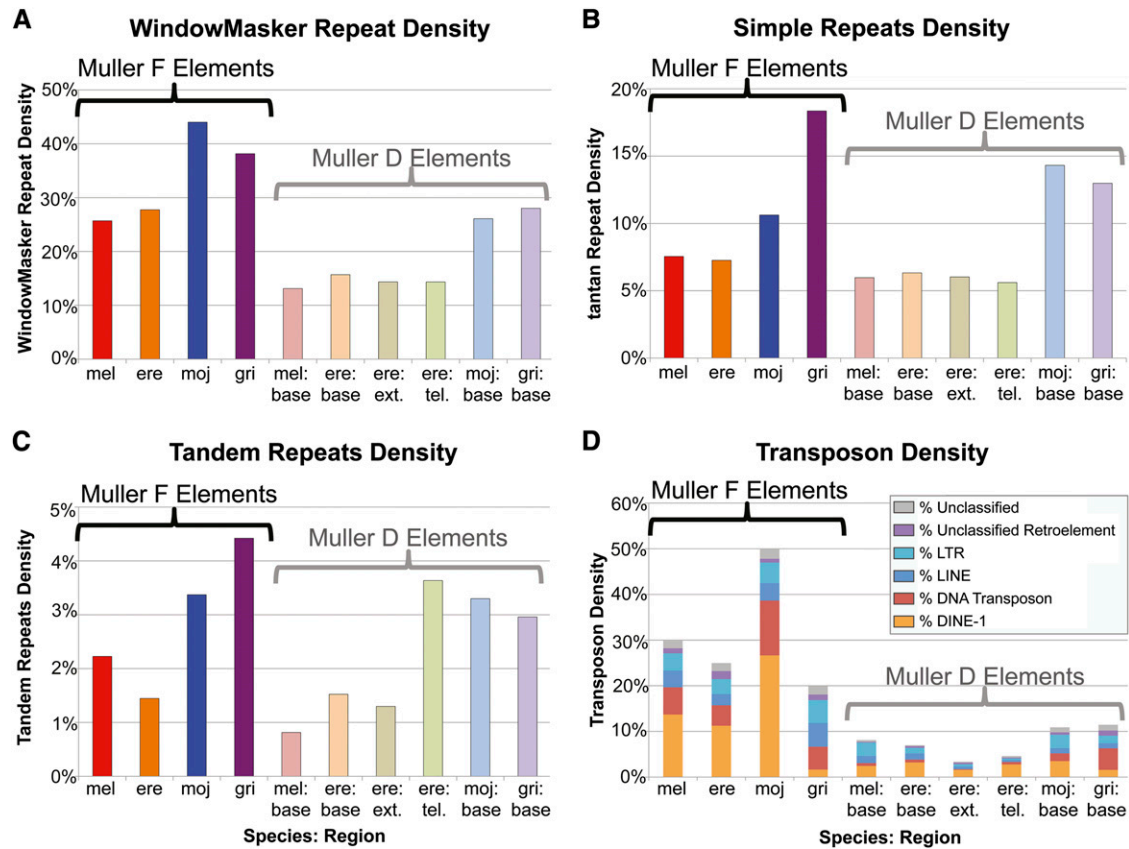 A
WindowMasker Repeat Density
Muller F Elements
WindowMasker Repeat Density
50%
40%
30%
20%
10%
0%
Muller D Elements
mel
ere
moj
gri
mel:
base
ere:
base
ere:
ext.
ere:
tel.
moj:
base
gri:
base
B
Simple Repeats Density
Muller F Elements
tantan Repeat Density
20%
15%
10%
5%
0%
Muller D Elements
mel
ere
moj
gri
mel:
base
ere:
base
ere:
ext.
ere:
tel.
moj:
base
gri:
base
C
Tandem Repeats Density
Muller F Elements
Tandem Repeats Density
5%
4%
3%
2%
1%
0%
Muller D Elements
mel
ere
moj
gri
mel:
base
ere:
base
ere:
ext.
ere:
tel.
moj:
base
gri:
base
Species: Region
D
Transposon Density
Muller F Elements
Transposon Density
60%
50%
40%
30%
20%
10%
0%
% Unclassified
% Unclassified Retroelement
% LTR
% LINE
% DNA Transposon
% DINE-1
Muller D Elements
mel
ere
moj
gri
mel:
base
ere:
base
ere:
ext.
ere:
tel.
moj:
base
gri:
base
Species: Region